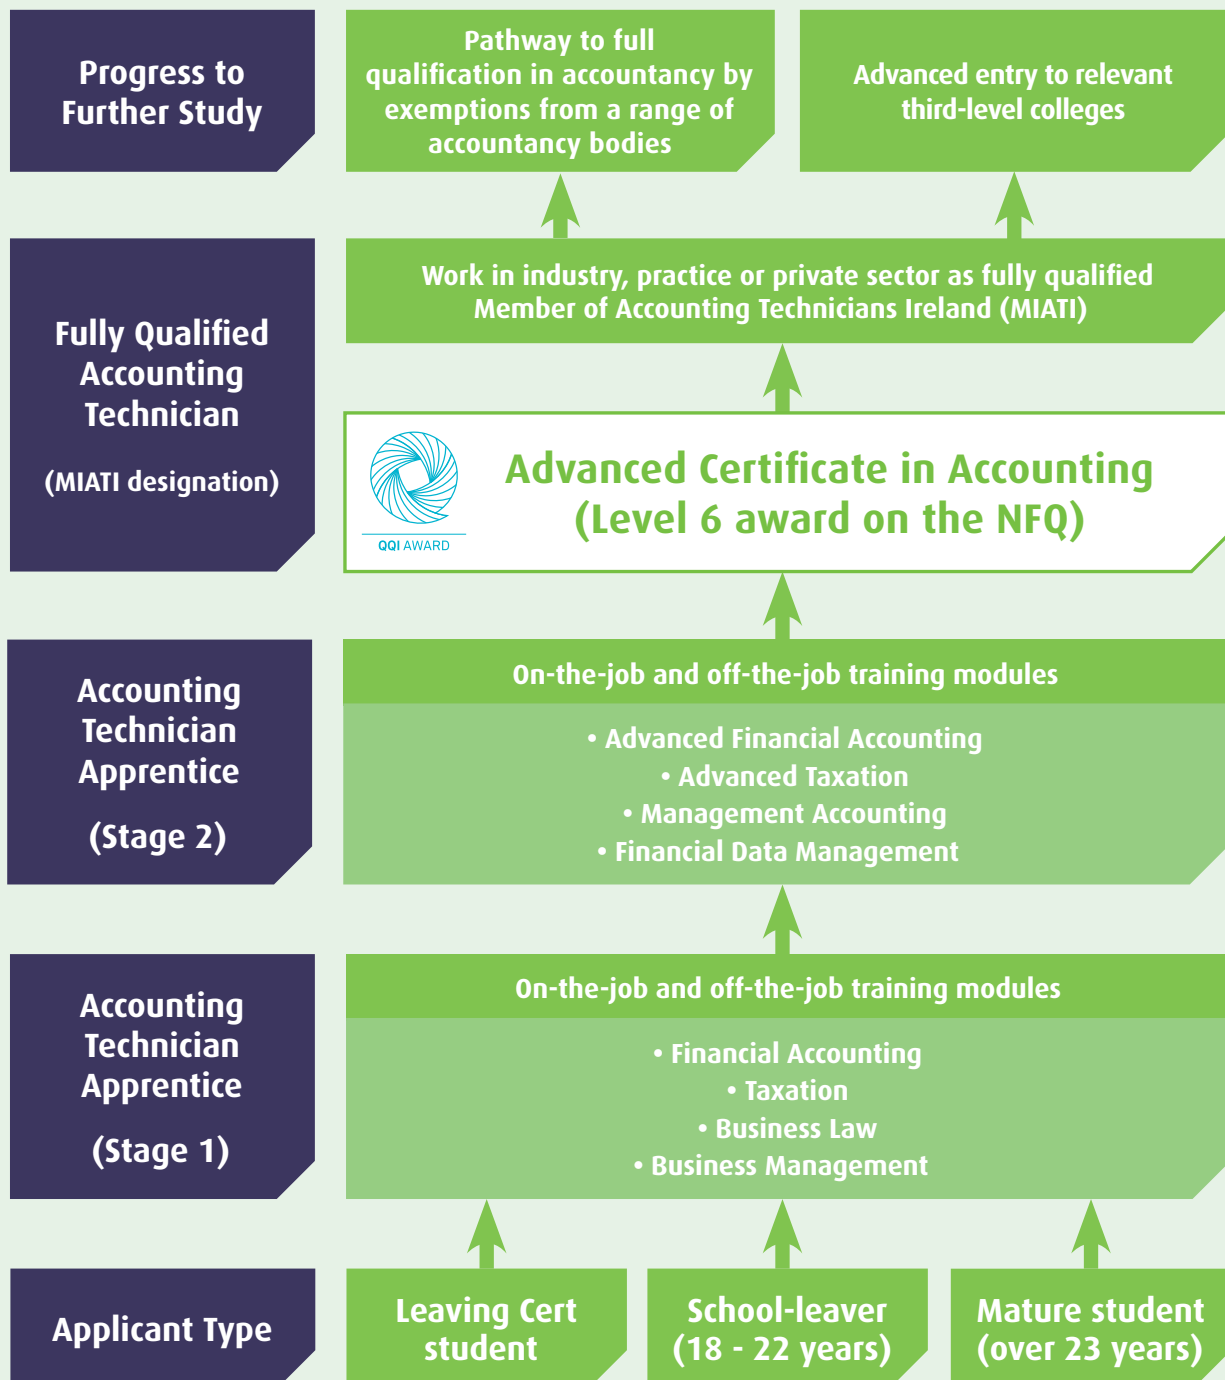 Progress to
Further Study
Pathway to full
qualification in accountancy by
exemptions from a range of
accountancy bodies
Advanced entry to relevant
third-level colleges
Fully Qualified
Accounting
Technician
(MIATI designation)
Work in industry, practice or private sector as fully qualified
Member of Accounting Technicians Ireland (MIATI)
QQI AWARD
Advanced Certificate in Accounting
(Level 6 award on the NFQ)
Accounting
Technician
Apprentice
(Stage 2)
On-the-job and off-the-job training modules
• Advanced Financial Accounting
• Advanced Taxation
• Management Accounting
• Financial Data Management
Accounting
Technician
Apprentice
(Stage 1)
On-the-job and off-the-job training modules
• Financial Accounting
• Taxation
• Business Law
• Business Management
Applicant Type
Leaving Cert
student
School-leaver
(18 - 22 years)
Mature student
(over 23 years)